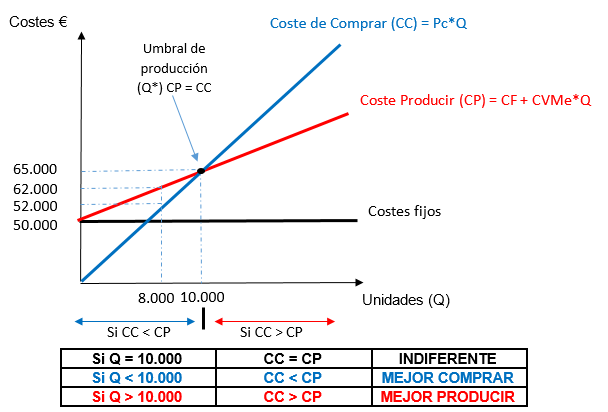 Costes €
Coste de Comprar (CC) = Pc*Q
Umbral de
producción
(Q*) CP = CC
Coste Producir (CP) = CF + CVMe*Q
65.000
62.000
52.000
50.000
Costes fijos
8.000
10.000
Unidades (Q)
Si CC < CP
Si CC > CP
Si Q = 10.000 CC = CP INDIFERENTE
Si Q < 10.000 CC < CP MEJOR COMPRAR
Si Q > 10.000 CC > CP MEJOR PRODUCIR